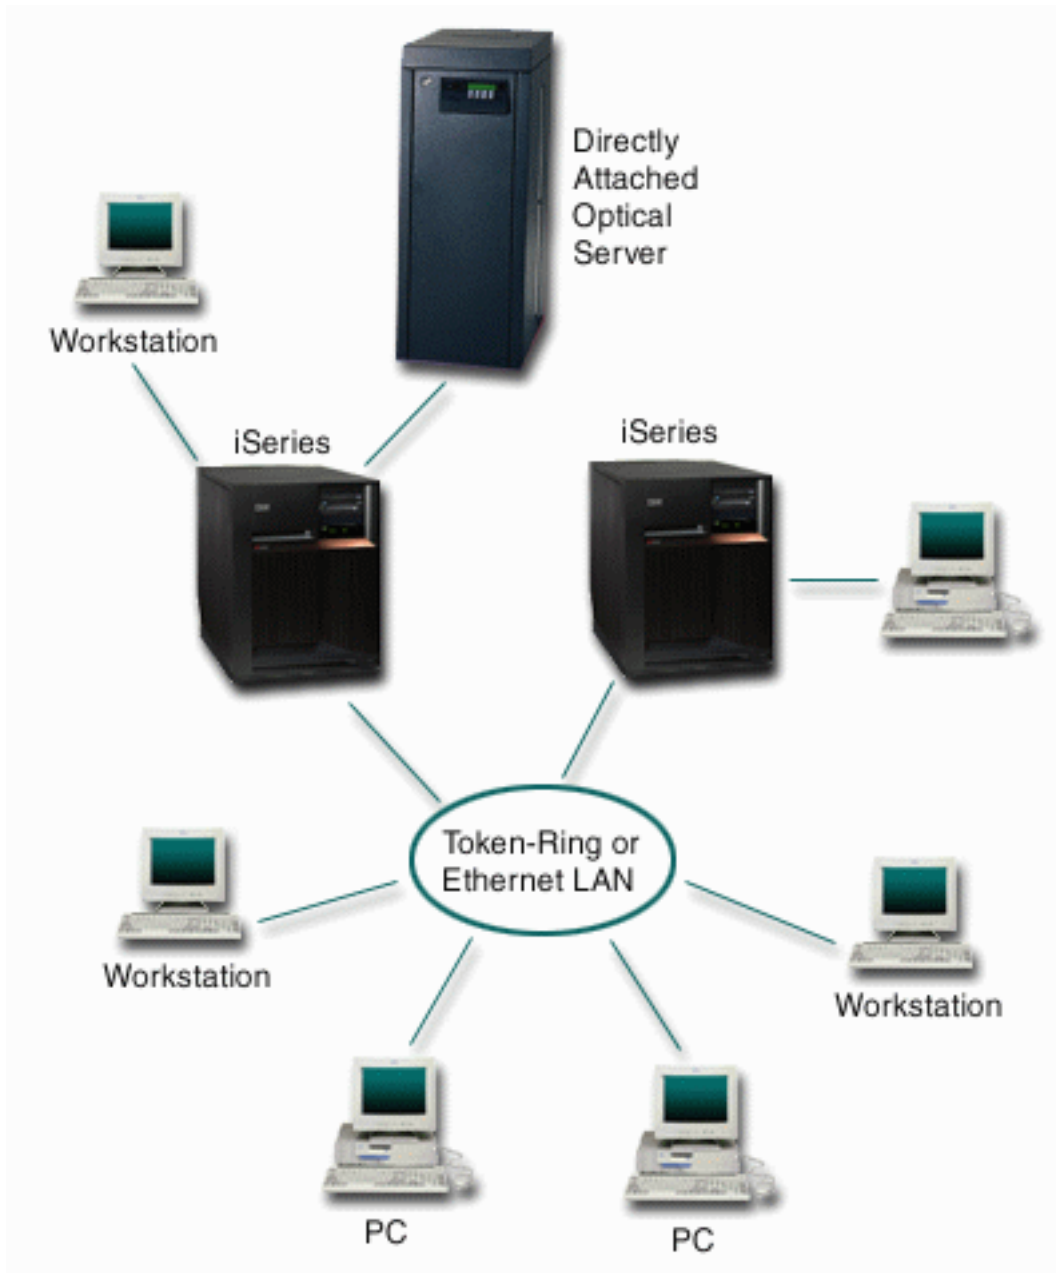 Directly
Attached
Optical
Server
Workstation
iSeries
iSeries
Token-Ring or
Ethernet LAN
Workstation
Workstation
PC
PC